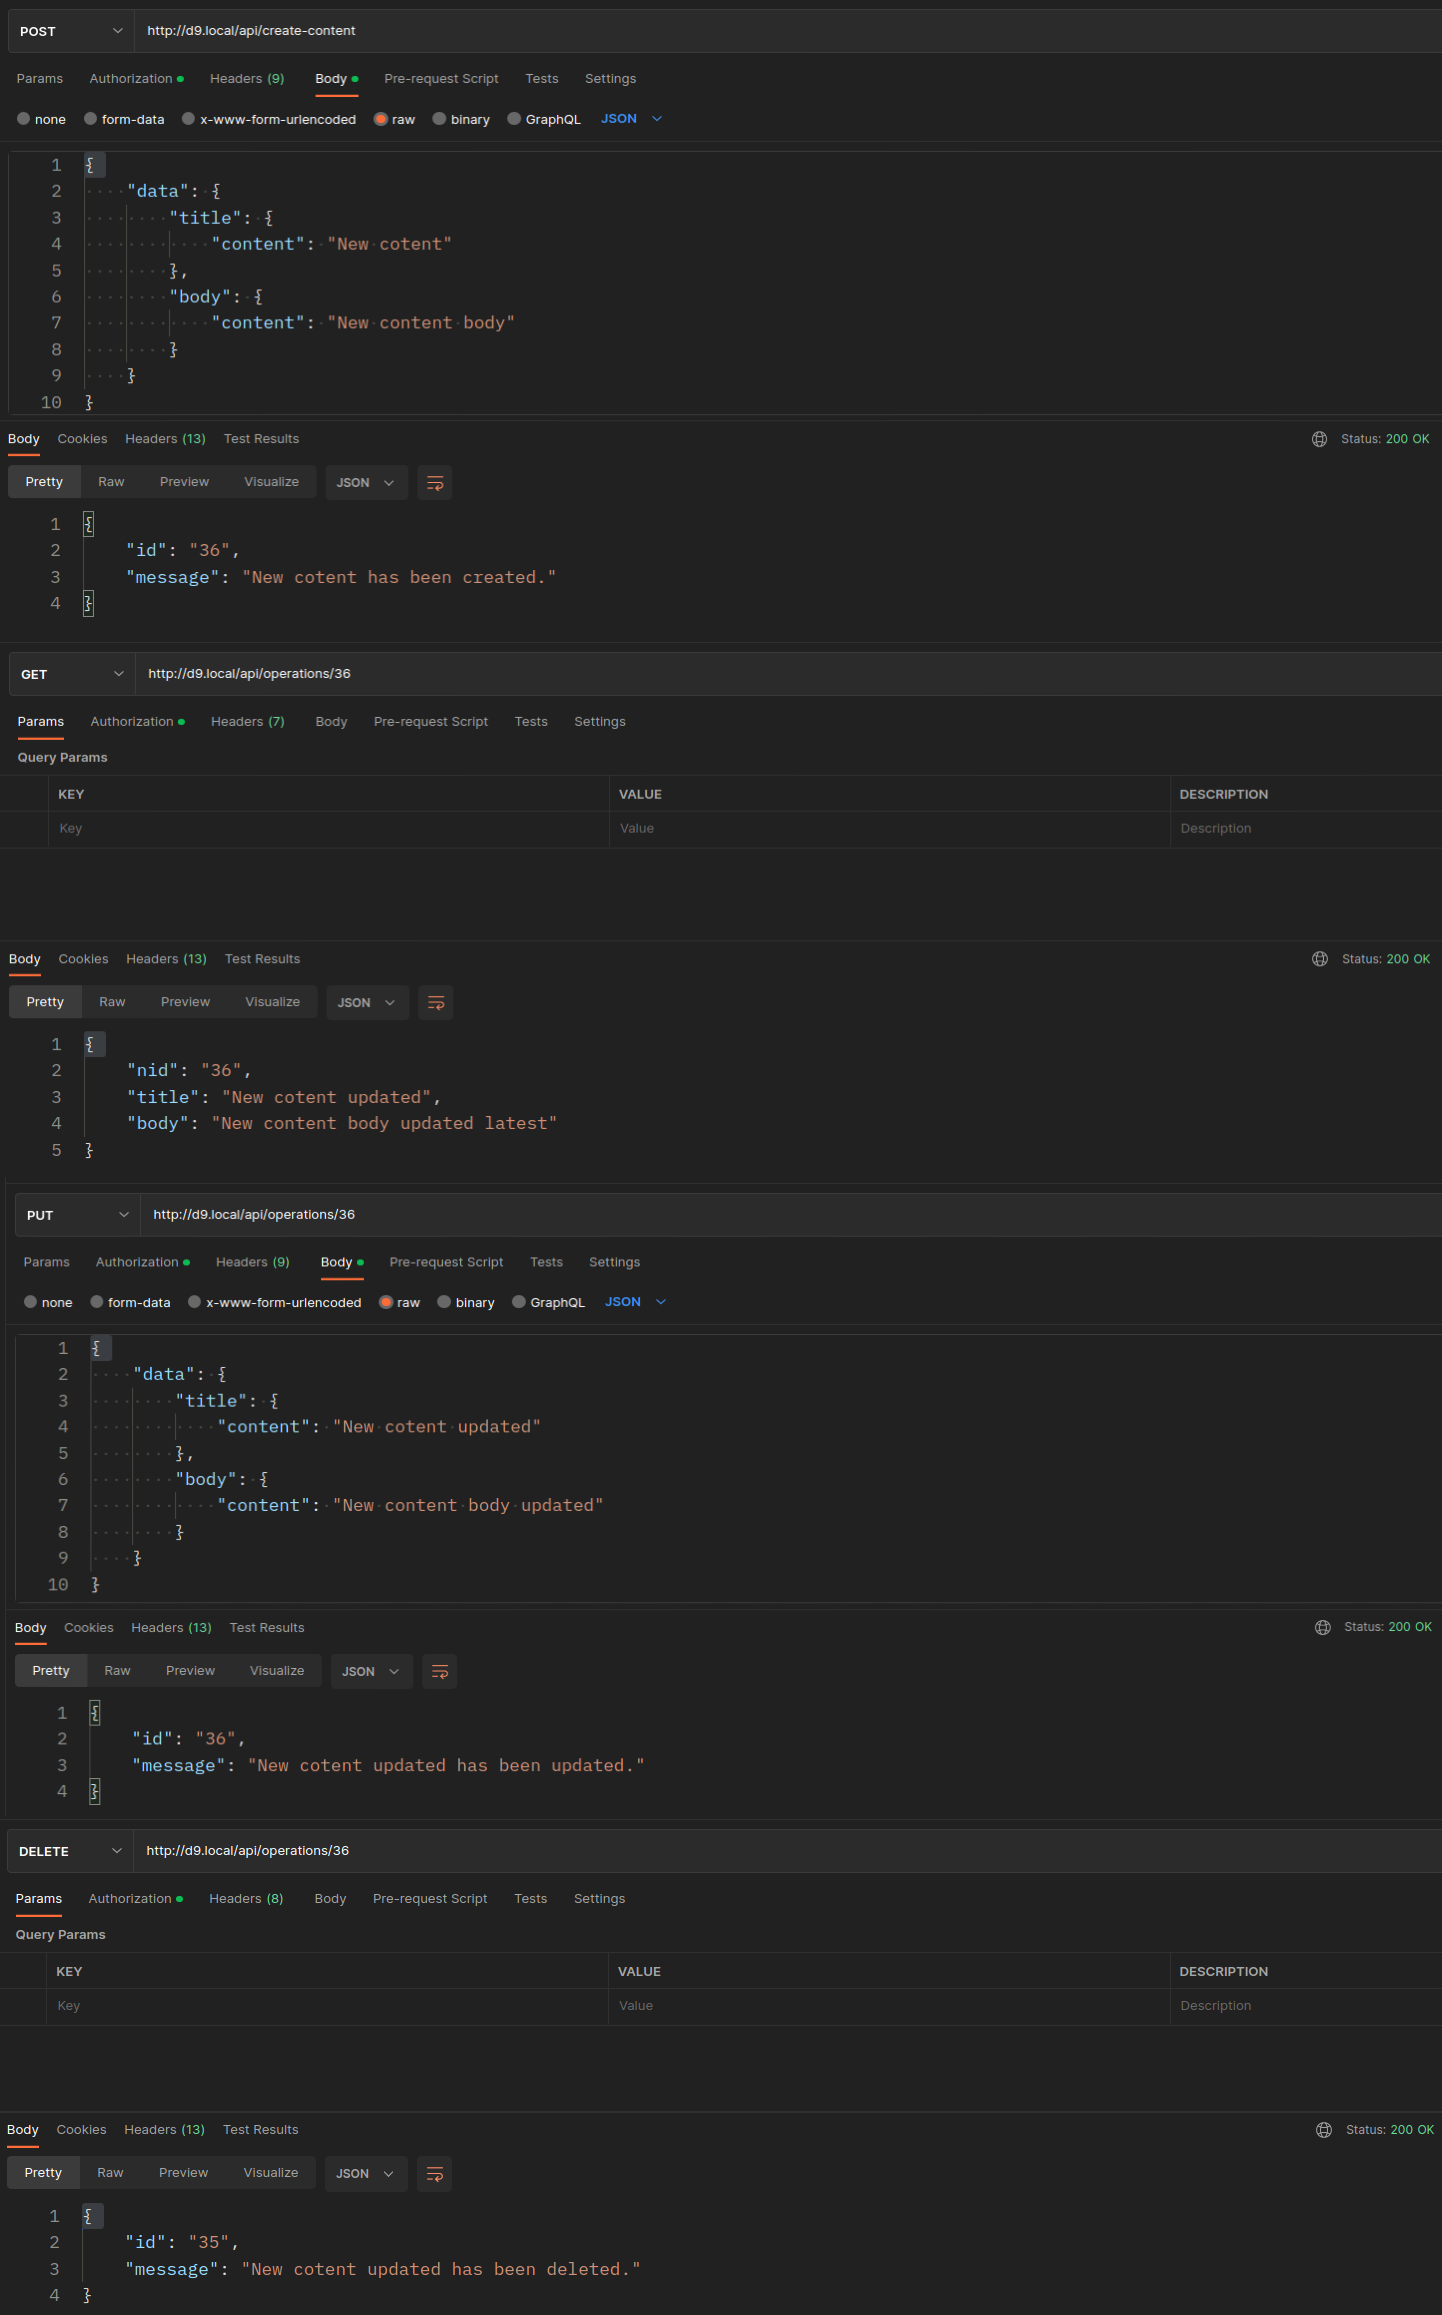 POST http://d9.local/api/create-content
Params Authorization Headers (9) Body Pre-request Script Tests Settings
none form-data x-www-form-urlencoded raw binary GraphQL JSON
1 {
2 "data": {
3 "title": {
4 "content": "New cotent"
5 },
6 "body": {
7 "content": "New content body"
8 }
9 }
10 }
Body Cookies Headers (13) Test Results Status: 200 OK
Pretty Raw Preview Visualize JSON
1 {
2 "id": "36",
3 "message": "New cotent has been created."
4 }
GET http://d9.local/api/operations/36
Params Authorization Headers (7) Body Pre-request Script Tests Settings
Query Params
KEY VALUE DESCRIPTION
Key Value Description
Body Cookies Headers (13) Test Results Status: 200 OK
Pretty Raw Preview Visualize JSON
1 {
2 "nid": "36",
3 "title": "New cotent updated",
4 "body": "New content body updated latest"
5 }
PUT http://d9.local/api/operations/36
Params Authorization Headers (9) Body Pre-request Script Tests Settings
none form-data x-www-form-urlencoded raw binary GraphQL JSON
1 {
2 "data": {
3 "title": {
4 "content": "New cotent updated"
5 },
6 "body": {
7 "content": "New content body updated"
8 }
9 }
10 }
Body Cookies Headers (13) Test Results Status: 200 OK
Pretty Raw Preview Visualize JSON
1 {
2 "id": "36",
3 "message": "New cotent updated has been updated."
4 }
DELETE http://d9.local/api/operations/36
Params Authorization Headers (8) Body Pre-request Script Tests Settings
Query Params
KEY VALUE DESCRIPTION
Key Value Description
Body Cookies Headers (13) Test Results Status: 200 OK
Pretty Raw Preview Visualize JSON
1 {
2 "id": "35",
3 "message": "New cotent updated has been deleted."
4 }